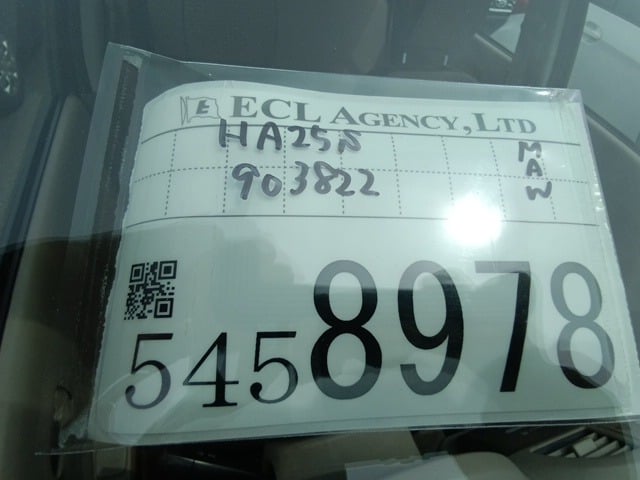 E ECL AGENCY, LTD
HA25S MAW
903822
5458978